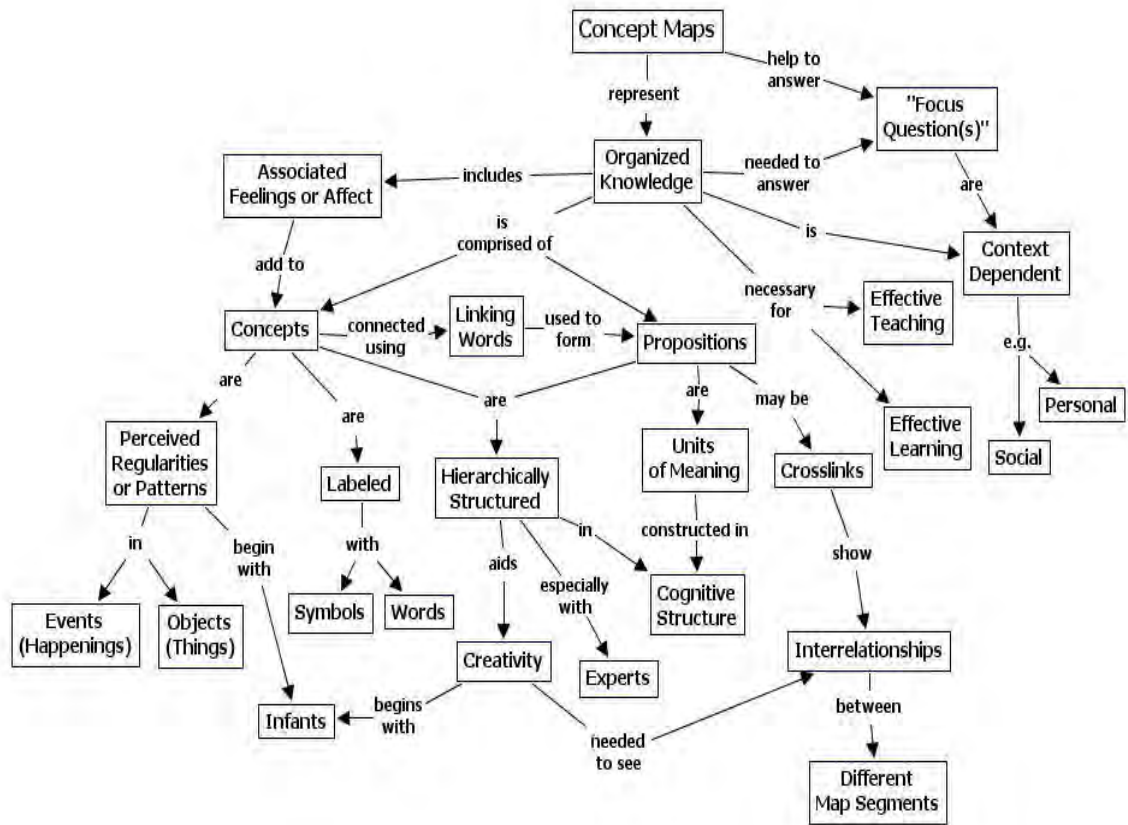 Concept Maps
help to
answer
represent
"Focus
Question(s)"
Organized
Knowledge
needed to
answer
Associated
Feelings or Affect
includes
are
is
comprised of
is
Context
Dependent
add to
necessary
for
Effective
Teaching
Concepts
connected
using
Linking
Words
used to
form
Propositions
e.g.
are
are
are
are
may be
Personal
Perceived
Regularities
or Patterns
Labeled
Hierarchically
Structured
Units
of Meaning
Crosslinks
Effective
Learning
Social
in
begin
with
with
aids
in
constructed in
show
especially
with
Events
(Happenings)
Objects
(Things)
Symbols
Words
Cognitive
Structure
Creativity
Experts
Interrelationships
Infants
begins
with
needed
to see
between
Different
Map Segments